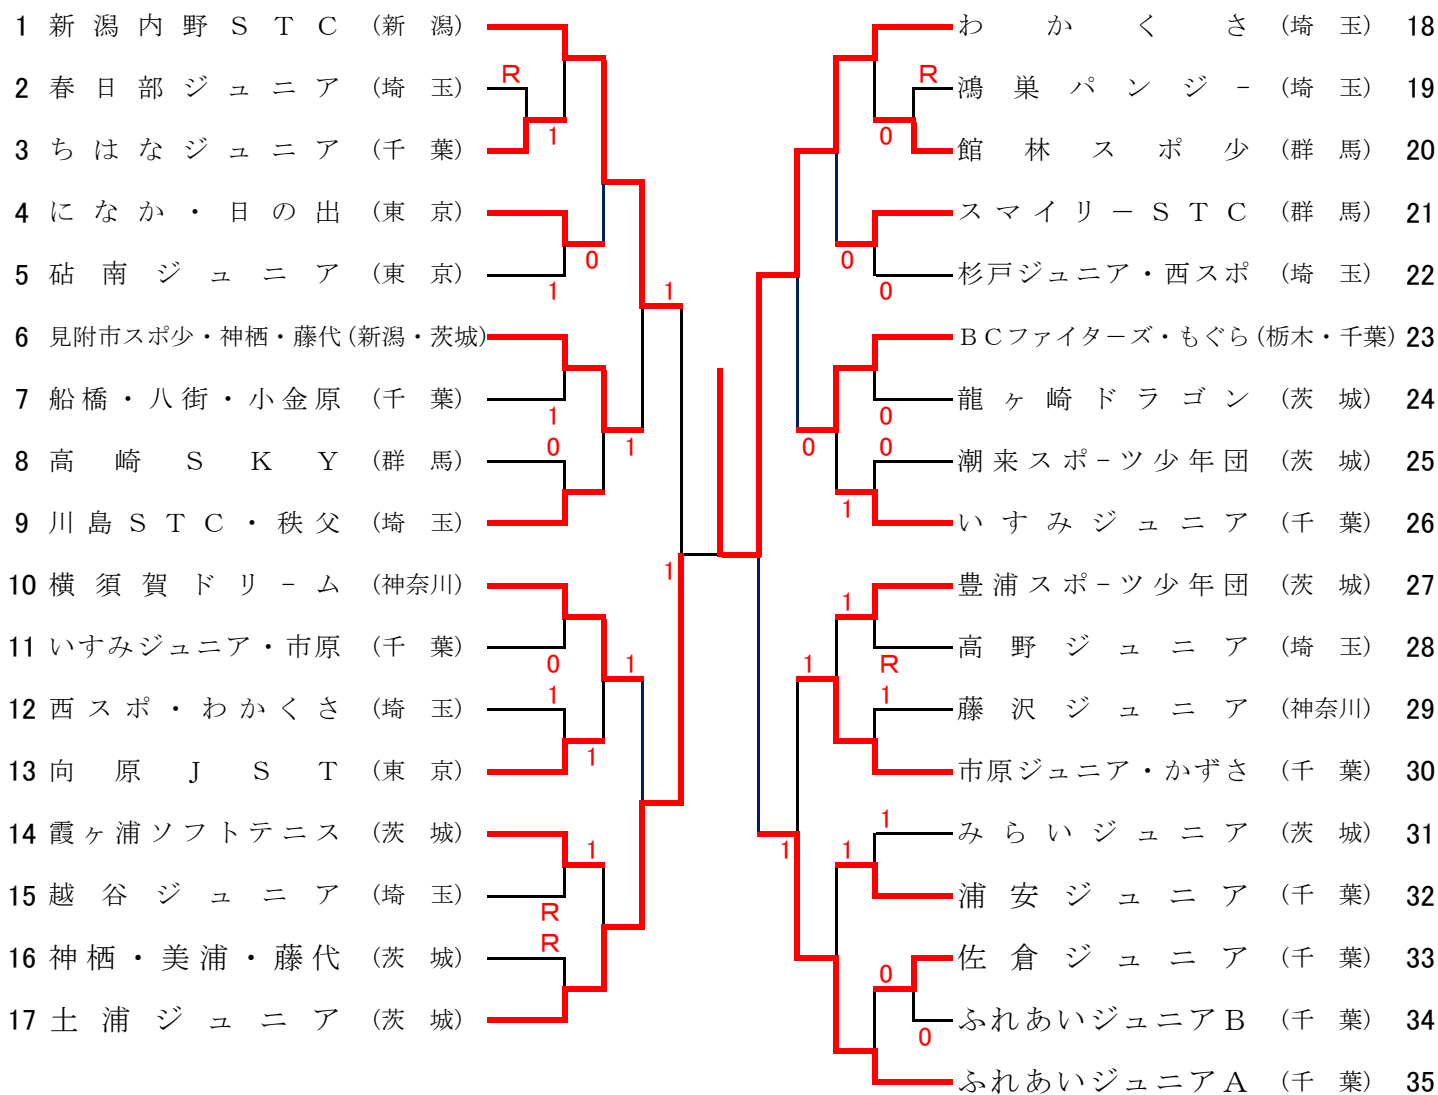 1 新潟内野STC (新潟)
R
2 春日部ジュニア (埼玉)
1
3 ちはなジュニア (千葉)
4 になか・日の出 (東京)
0
5 砧南ジュニア (東京)
1
1
6 見附市スポ少・神栖・藤代 (新潟・茨城)
7 船橋・八街・小金原 (千葉)
1
0
1
8 高崎SKY (群馬)
9 川島STC・秩父 (埼玉)
1
10 横須賀ドリ-ム (神奈川)
11 いすみジュニア・市原 (千葉)
0
1
1
12 西スポ・わかくさ (埼玉)
1
13 向原JST (東京)
14 霞ヶ浦ソフトテニス (茨城)
1
15 越谷ジュニア (埼玉)
R
R
16 神栖・美浦・藤代 (茨城)
17 土浦ジュニア (茨城)
わかくさ (埼玉) 18
R
鴻巣パンジ- (埼玉) 19
0
館林スポ少 (群馬) 20
スマイリーSTC (群馬) 21
0
杉戸ジュニア・西スポ (埼玉) 22
0
BCファイターズ・もぐら (栃木・千葉) 23
龍ヶ崎ドラゴン (茨城) 24
0
0
0
潮来スポ-ツ少年団 (茨城) 25
1
いすみジュニア (千葉) 26
豊浦スポ-ツ少年団 (茨城) 27
1
高野ジュニア (埼玉) 28
R
1
1
藤沢ジュニア (神奈川) 29
市原ジュニア・かずさ (千葉) 30
1
みらいジュニア (茨城) 31
1
1
浦安ジュニア (千葉) 32
佐倉ジュニア (千葉) 33
0
ふれあいジュニアB (千葉) 34
0
ふれあいジュニアA (千葉) 35